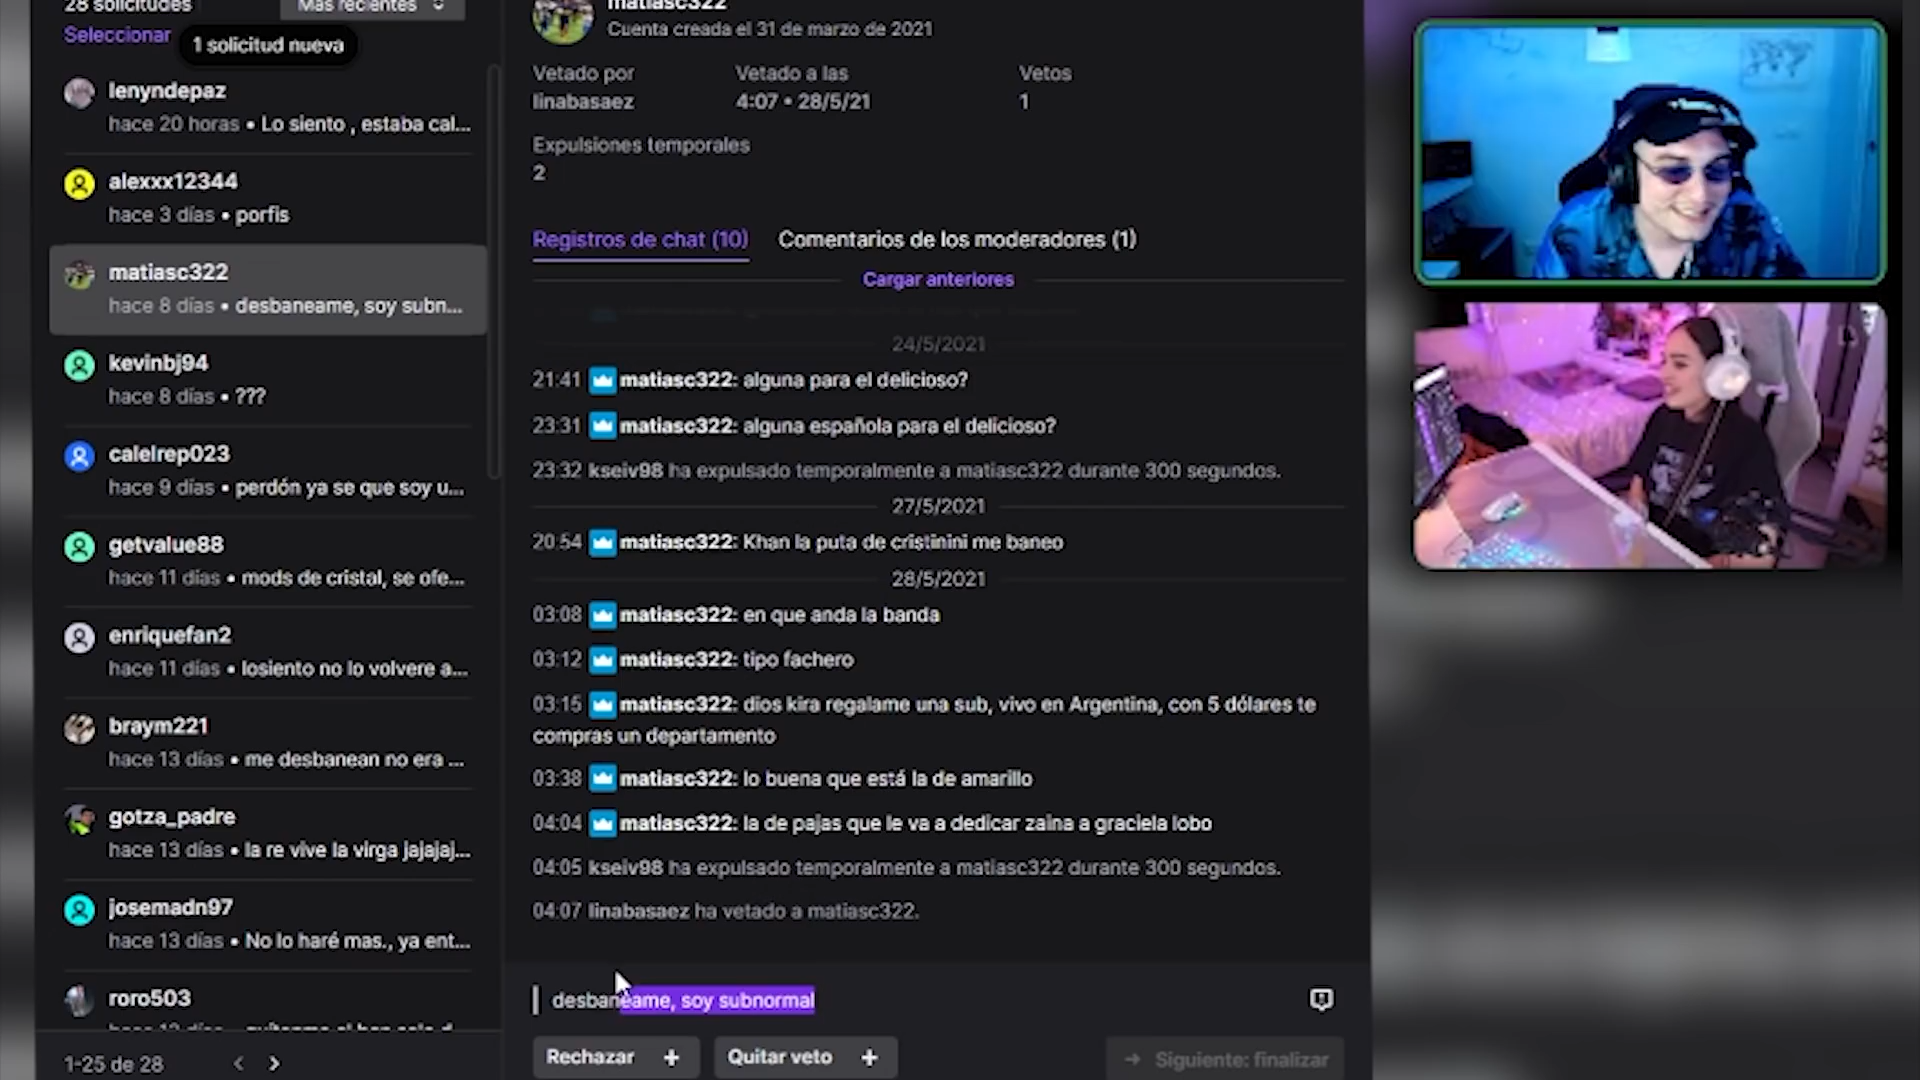 28 solicitudes
Más recientes
Seleccionar
1 solicitud nueva
lenyndepaz
hace 20 horas • Lo siento , estaba cal...
alexxx12344
hace 3 días • porfis
matiasc322
hace 8 días • desbaneame, soy subn...
kevinbj94
hace 8 días • ???
calelrep023
hace 9 días • perdón ya se que soy u...
getvalue88
hace 11 días • mods de cristal, se ofe...
enriquefan2
hace 11 días • losiento no lo volvere a...
braym221
hace 13 días • me desbanean no era ...
gotza_padre
hace 13 días • la re vive la virga jajajaj...
josemadn97
hace 13 días • No lo haré mas., ya ent...
roro503
1-25 de 28
matiasc322
Cuenta creada el 31 de marzo de 2021
Vetado por Vetado a las Vetos
linabasaez 4:07 • 28/5/21 1
Expulsiones temporales
2
Registros de chat (10) Comentarios de los moderadores (1)
Cargar anteriores
24/5/2021
21:41 matiasc322: alguna para el delicioso?
23:31 matiasc322: alguna española para el delicioso?
23:32 kseiv98 ha expulsado temporalmente a matiasc322 durante 300 segundos.
27/5/2021
20:54 matiasc322: Khan la puta de cristinini me baneo
28/5/2021
03:08 matiasc322: en que anda la banda
03:12 matiasc322: tipo fachero
03:15 matiasc322: dios kira regalame una sub, vivo en Argentina, con 5 dólares te
compras un departamento
03:38 matiasc322: lo buena que está la de amarillo
04:04 matiasc322: la de pajas que le va a dedicar zaina a graciela lobo
04:05 kseiv98 ha expulsado temporalmente a matiasc322 durante 300 segundos.
04:07 linabasaez ha vetado a matiasc322.
desbaneame, soy subnormal
Rechazar + Quitar veto + → Siguiente: finalizar